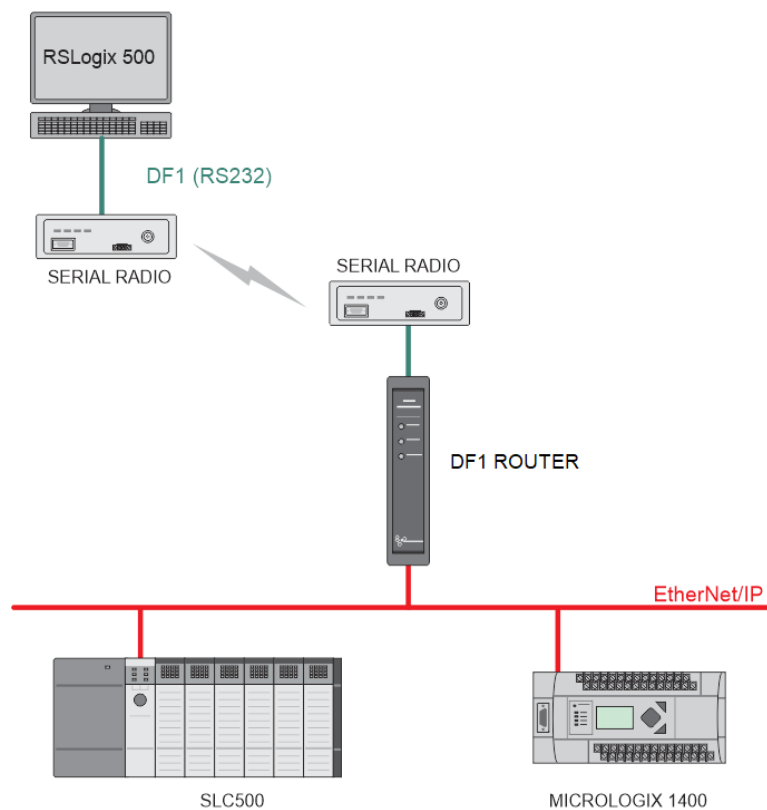 RSLogix 500
DF1 (RS232)
SERIAL RADIO
SERIAL RADIO
DF1 ROUTER
EtherNet/IP
SLC500
MICROLOGIX 1400